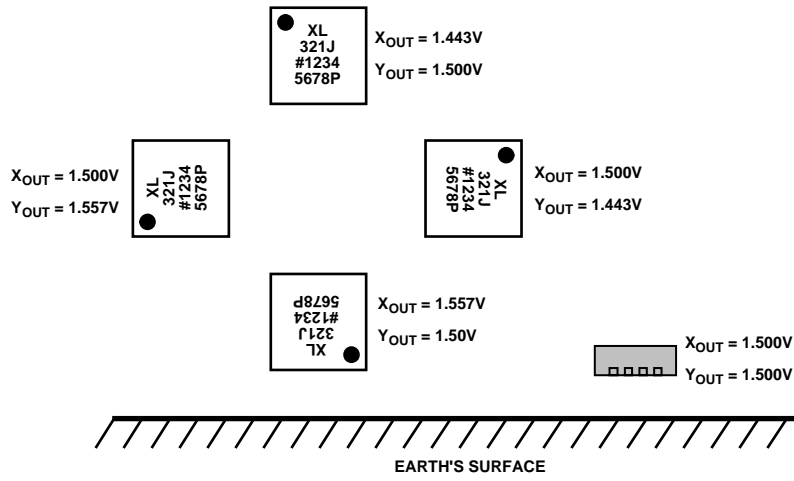 XL
321J
#1234
5678P
XOUT = 1.443V
YOUT = 1.500V
XOUT = 1.500V
YOUT = 1.557V
XL
321J
#1234
5678P
XL
321J
#1234
5678P
XOUT = 1.500V
YOUT = 1.443V
XL
321J
#1234
5678P
XOUT = 1.557V
YOUT = 1.50V
XOUT = 1.500V
YOUT = 1.500V
EARTH'S SURFACE